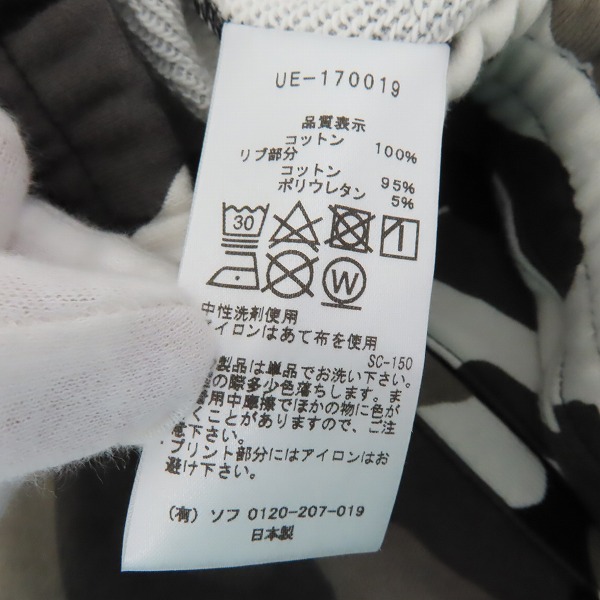 UE-170019
品質表示
コットン 100%
リブ部分
コットン 95%
ポリウレタン 5%
30
W
中性洗剤使用
アイロンはあて布を使用
SC-150
製品は単品でお洗い下さい。
の際多少色落ちします。ま
着用中摩擦でほかの物に色が
くことがありますので、ご注
意下さい。
プリント部分にはアイロンはお
避け下さい。
(有) ソフ 0120-207-019
日本製